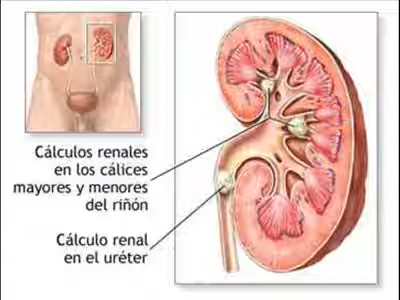 Cálculos renales
en los cálices
mayores y menores
del riñón
Cálculo renal
en el uréter